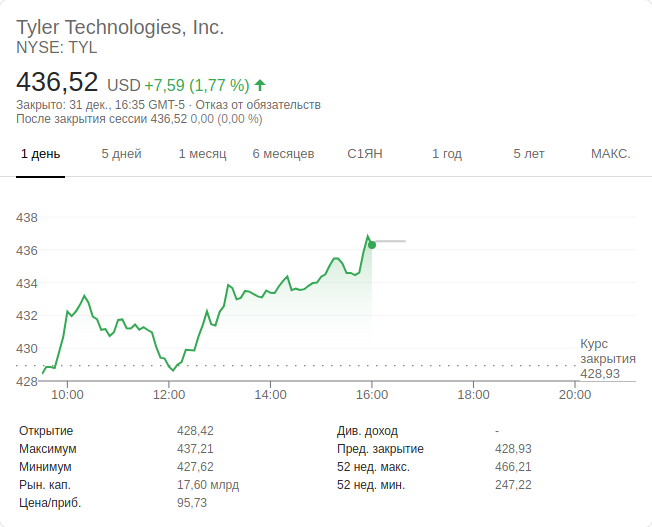 Tyler Technologies, Inc.
NYSE: TYL
436,52 USD +7,59 (1,77 %)
Закрыто: 31 дек., 16:35 GMT-5 · Отказ от обязательств
После закрытия сессии 436,52 0,00 (0,00 %)
1 день 5 дней 1 месяц 6 месяцев С1ЯН 1 год 5 лет МАКС.
438
436
434
432
430
428
Курс
закрытия
428,93
10:00 12:00 14:00 16:00 18:00 20:00
Открытие 428,42 Див. доход -
Максимум 437,21 Пред. закрытие 428,93
Минимум 427,62 52 нед. макс. 466,21
Рын. кап. 17,60 млрд 52 нед. мин. 247,22
Цена/приб. 95,73